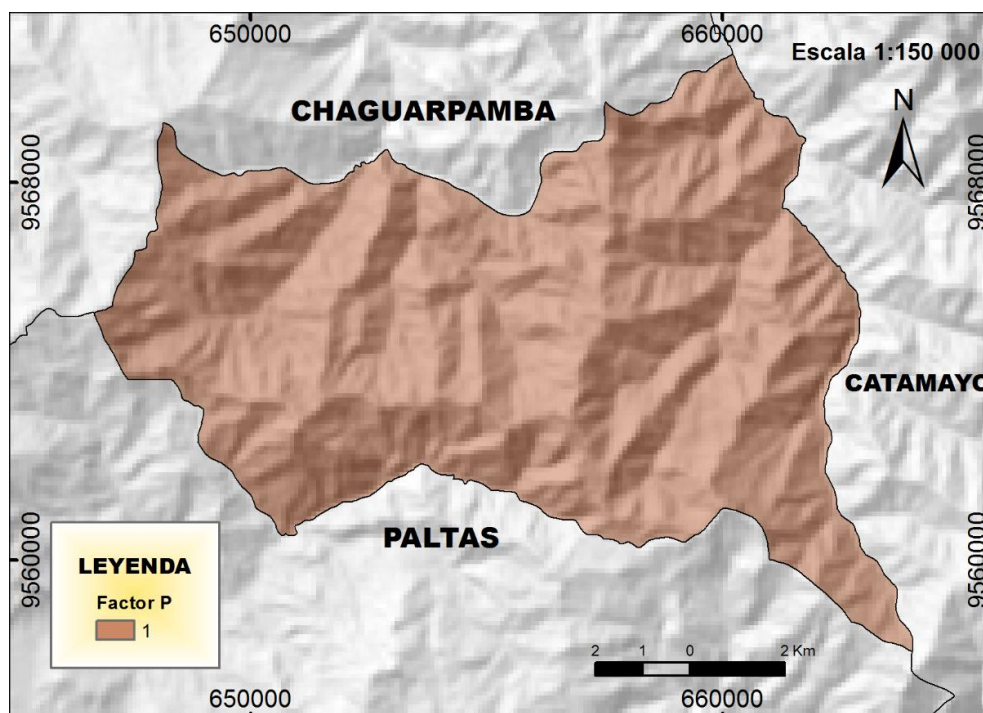 650000
660000
Escala 1:150 000
CHAGUARPAMBA
N
9568000
9568000
CATAMAYO
PALTAS
9560000
9560000
LEYENDA
Factor P
1
2 1 0 2 Km
650000
660000